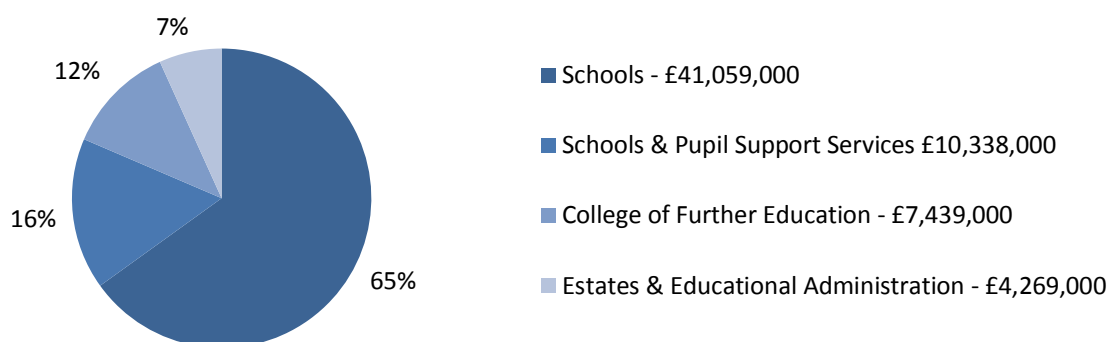 7%
12%
16%
65%
Schools - £41,059,000
Schools & Pupil Support Services £10,338,000
College of Further Education - £7,439,000
Estates & Educational Administration - £4,269,000